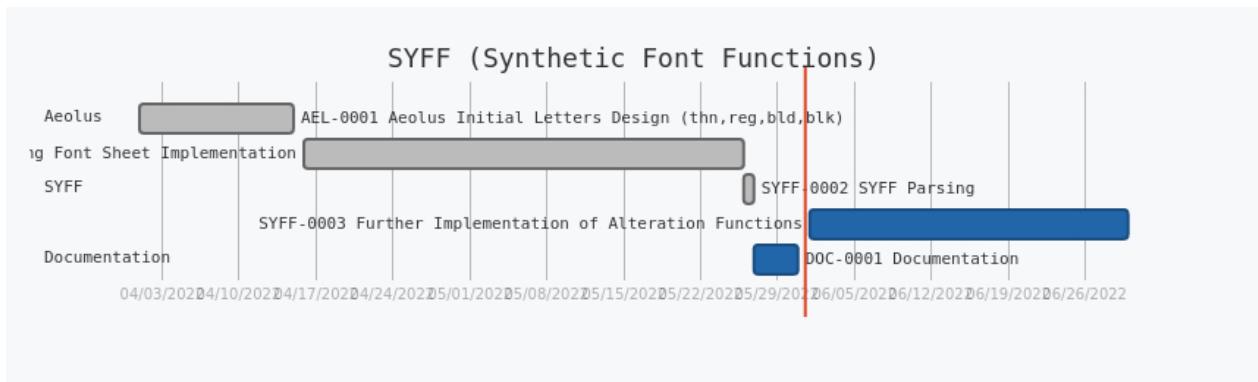 SYFF (Synthetic Font Functions)
Aeolus
AEL-0001 Aeolus Initial Letters Design (thn,reg,bld,blk)
Font Sheet Implementation
SYFF
SYFF-0002 SYFF Parsing
SYFF-0003 Further Implementation of Alteration Functions
Documentation
DOC-0001 Documentation
04/03/2022 04/10/2022 04/17/2022 04/24/2022 05/01/2022 05/08/2022 05/15/2022 05/22/2022 05/29/2022 06/05/2022 06/12/2022 06/19/2022 06/26/2022